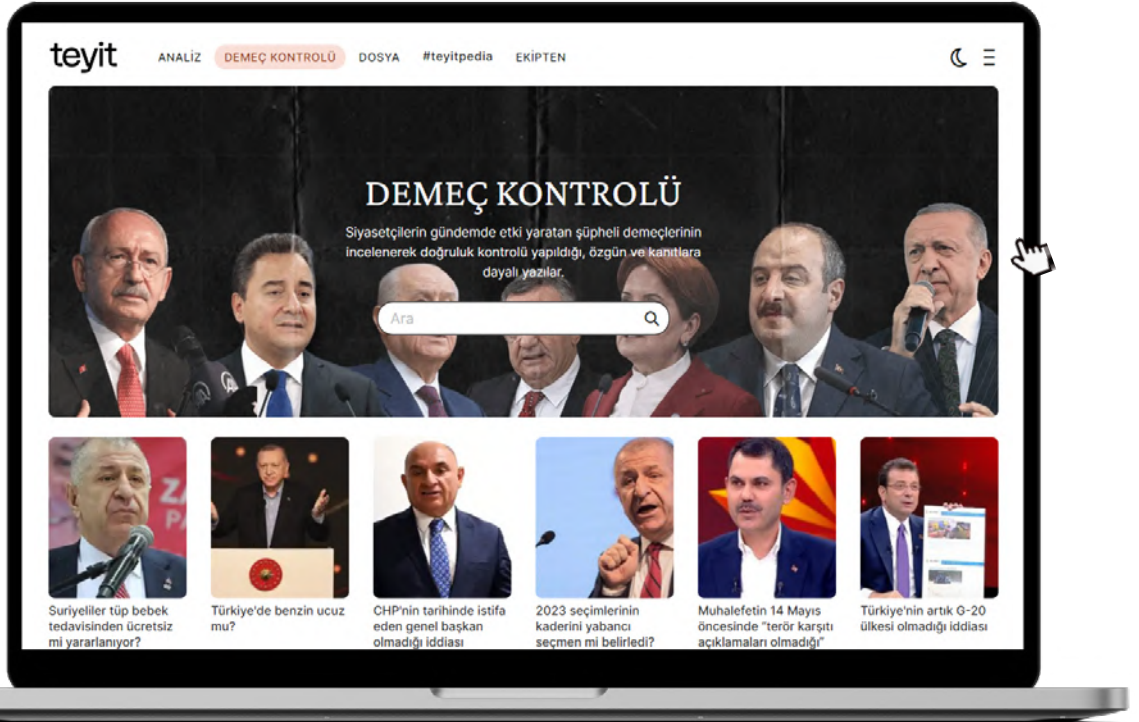 teyit
ANALİZ
DEMEÇ KONTROLÜ
DOSYA
#teyitpedia
EKİPTEN
DEMEÇ KONTROLÜ
Siyasetçilerin gündemde etki yaratan şüpheli demeçlerinin
incelenerek doğruluk kontrolü yapıldığı, özgün ve kanıtlara
dayalı yazılar.
Ara
Suriyeliler tüp bebek
tedavisinden ücretsiz
mi yararlanıyor?
Türkiye'de benzin ucuz
mu?
CHP'nin tarihinde istifa
eden genel başkan
olmadığı iddiası
2023 seçimlerinin
kaderini yabancı
seçmen mi belirledi?
Muhalefetin 14 Mayıs
öncesinde "terör karşıtı
açıklamaları olmadığı"
Türkiye'nin artık G-20
ülkesi olmadığı iddiası